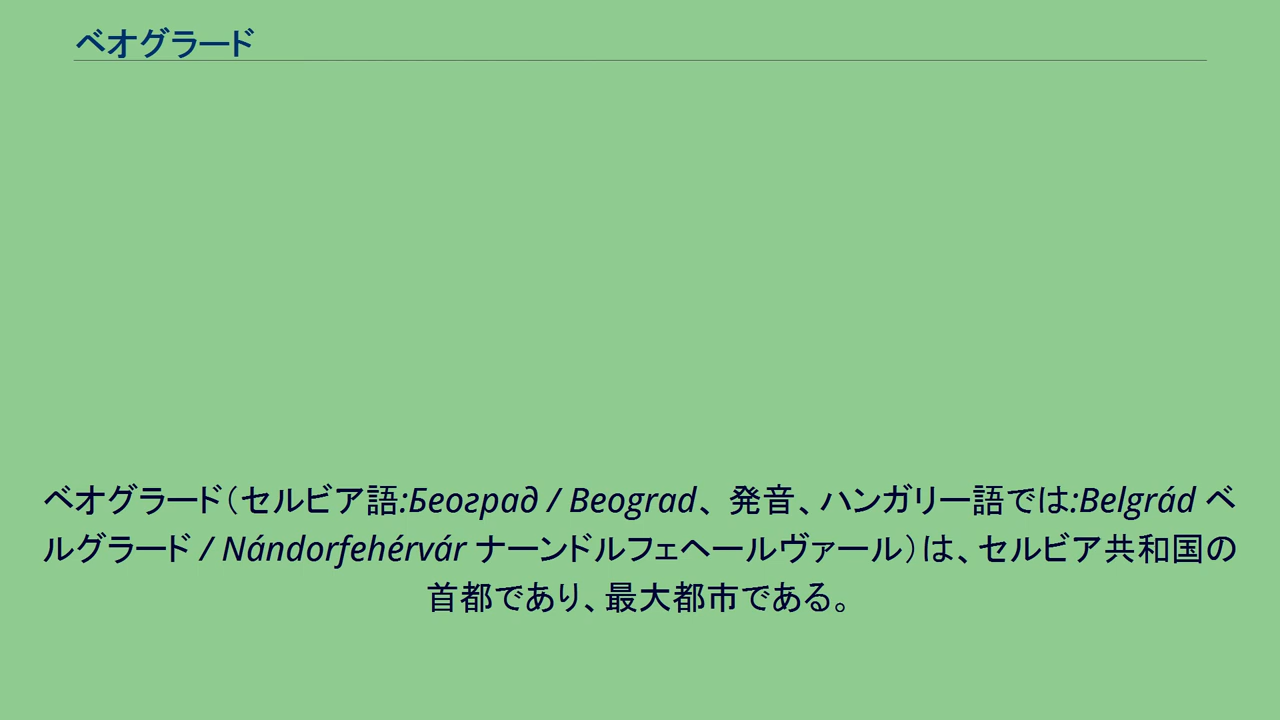 ベオグラード
ベオグラード（セルビア語:Београд / Beograd、 発音、ハンガリー語では:Belgrád ベ
ルグラード / Nándorfehérvár ナーンドルフェヘールヴァール）は、セルビア共和国の
首都であり、最大都市である。